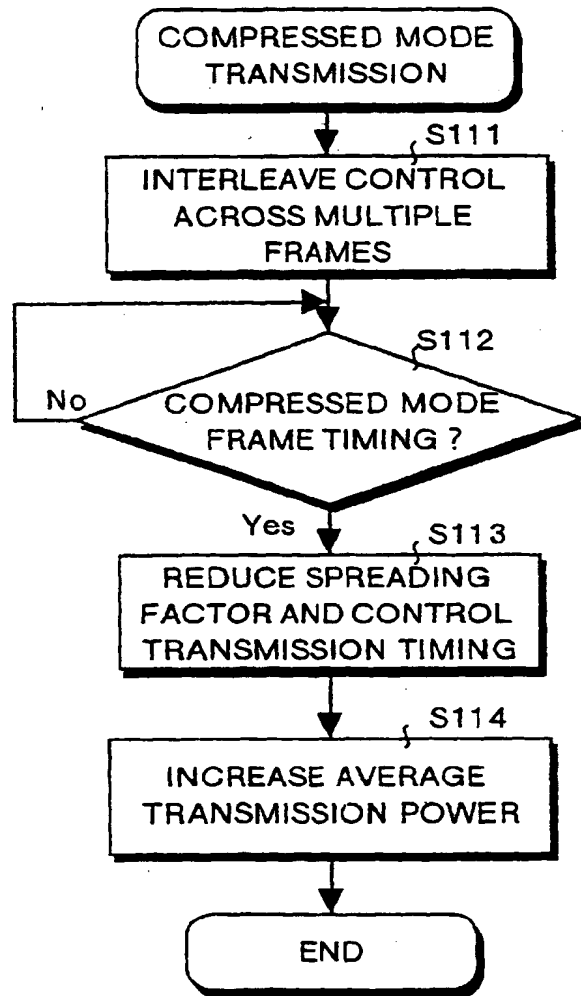 COMPRESSED MODE
TRANSMISSION
S111
INTERLEAVE CONTROL
ACROSS MULTIPLE
FRAMES
S112
No
COMPRESSED MODE
FRAME TIMING ?
Yes
S113
REDUCE SPREADING
FACTOR AND CONTROL
TRANSMISSION TIMING
S114
INCREASE AVERAGE
TRANSMISSION POWER
END